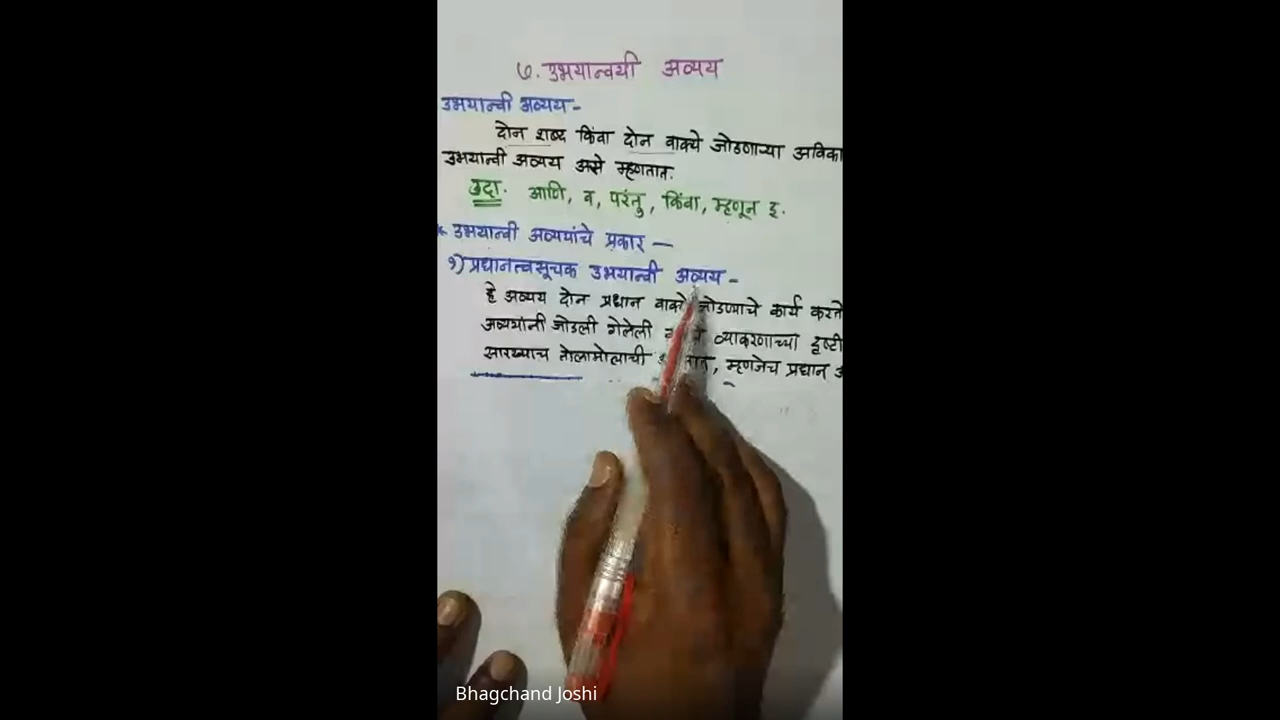 ७. उभयान्वयी अव्यय
उभयान्वी अव्यय -
दोन शब्द किंवा दोन वाक्ये जोडणाऱ्या
उभयान्वी अव्यय असे म्हणतात.
उदा. आणि, व, परंतु, किंवा, म्हणून इ.
* उभयान्वी अव्ययांचे प्रकार —
१) प्रधानत्वसूचक उभयान्वी अव्यय -
हे अव्यय दोन प्रधान वाक्ये जोडण्याचे कार्य करते
अव्ययांनी जोडली गेलेली व्याकरणाच्या दृष्टी
सारख्याच तोलामोलाची , म्हणजेच प्रधान
Bhagchand Joshi